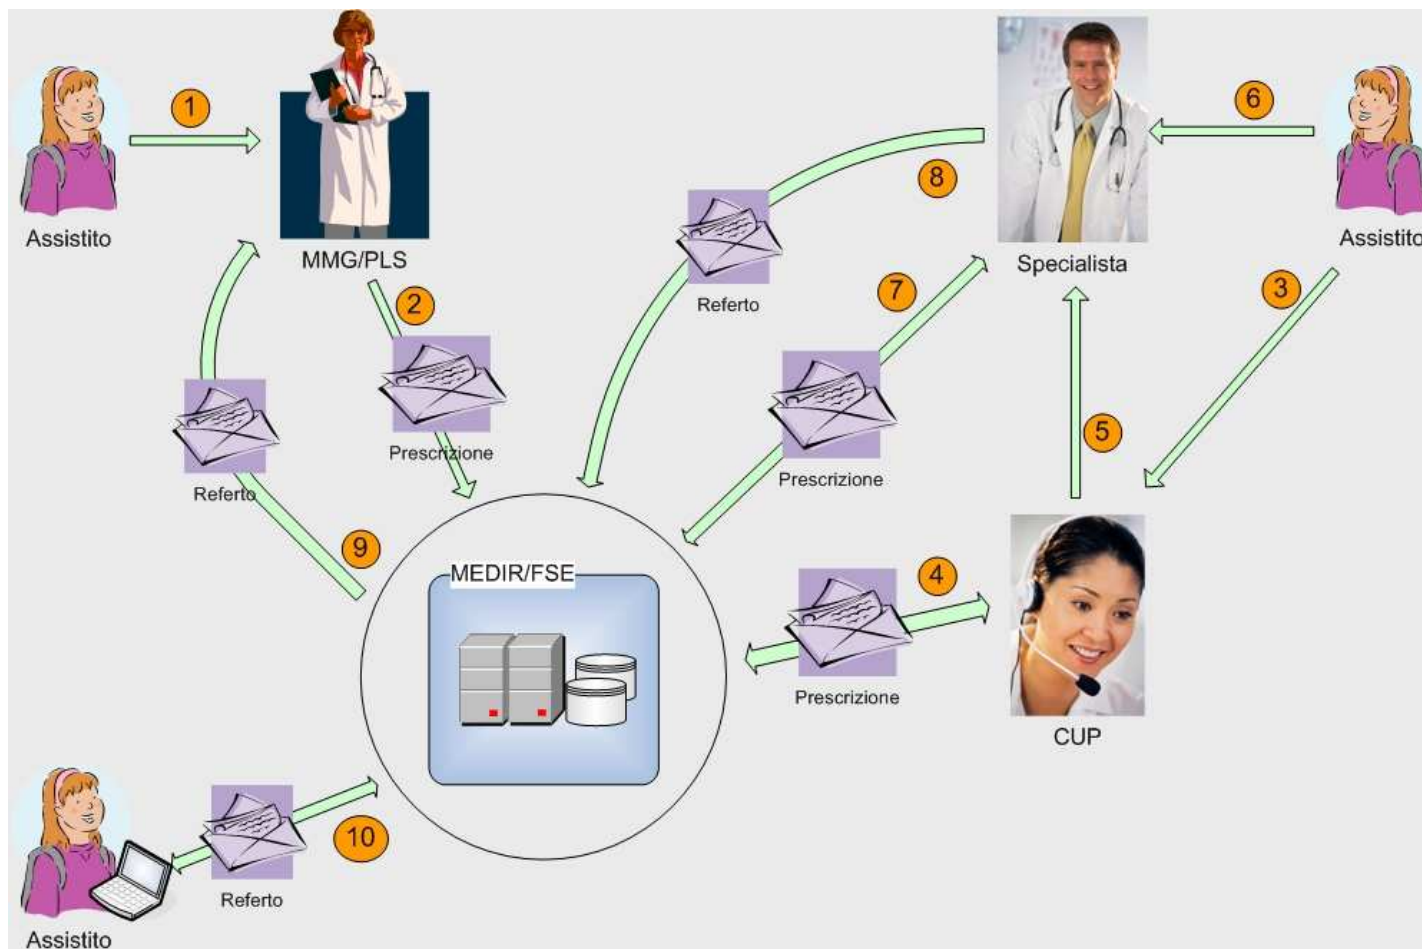 1
6
Assistito
MMG/PLS
8
Specialista
Assistito
2
Referto
7
3
Prescrizione
5
Referto
Prescrizione
9
MEDIR/FSE
4
Prescrizione
CUP
10
Referto
Assistito